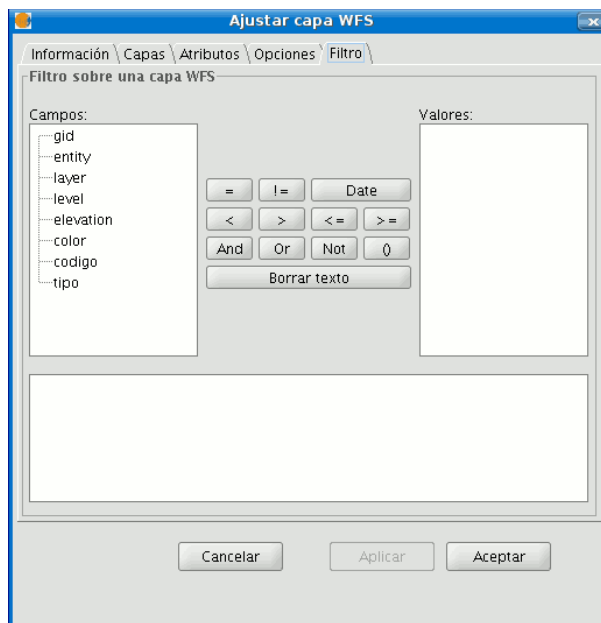 Ajustar capa WFS
Información Capas Atributos Opciones Filtro
Filtro sobre una capa WFS
Campos: Valores:
gid
entity
layer
level
elevation
color
codigo
tipo
= != Date
< > <= >=
And Or Not ()
Borrar texto
Cancelar Aplicar Aceptar